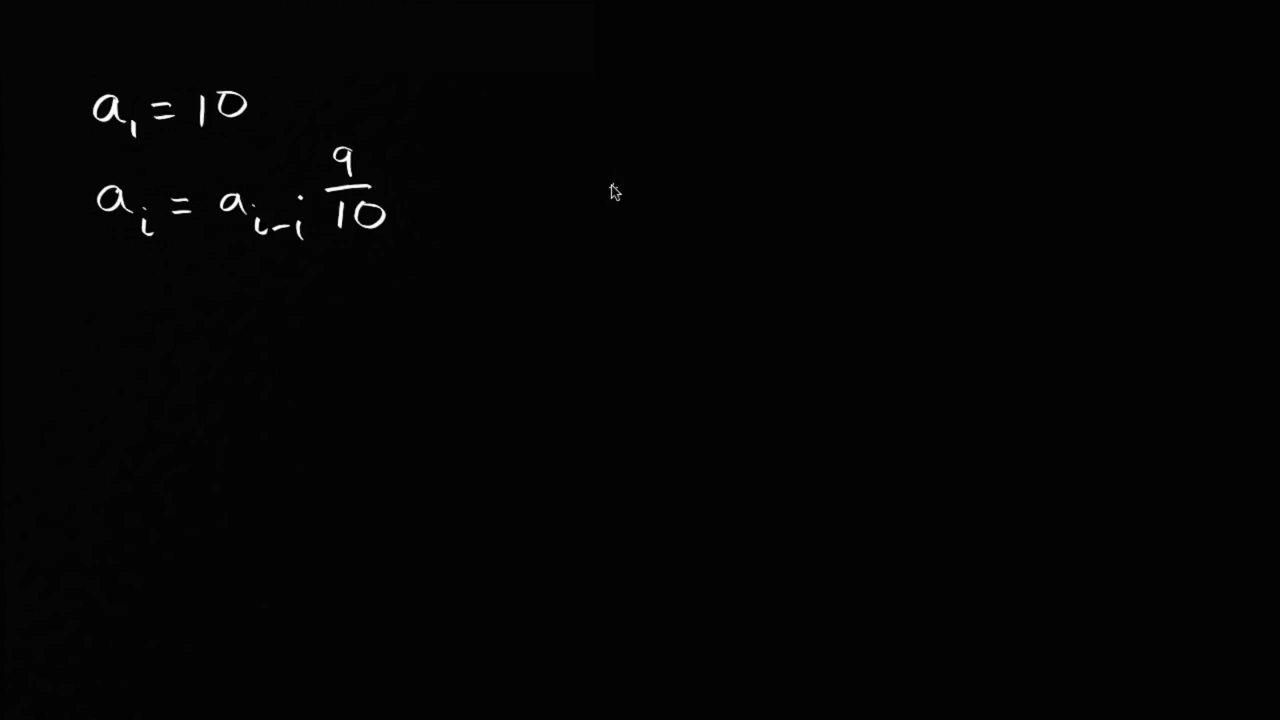 a₁ = 10
aᵢ = aᵢ₋₁ · 9/10